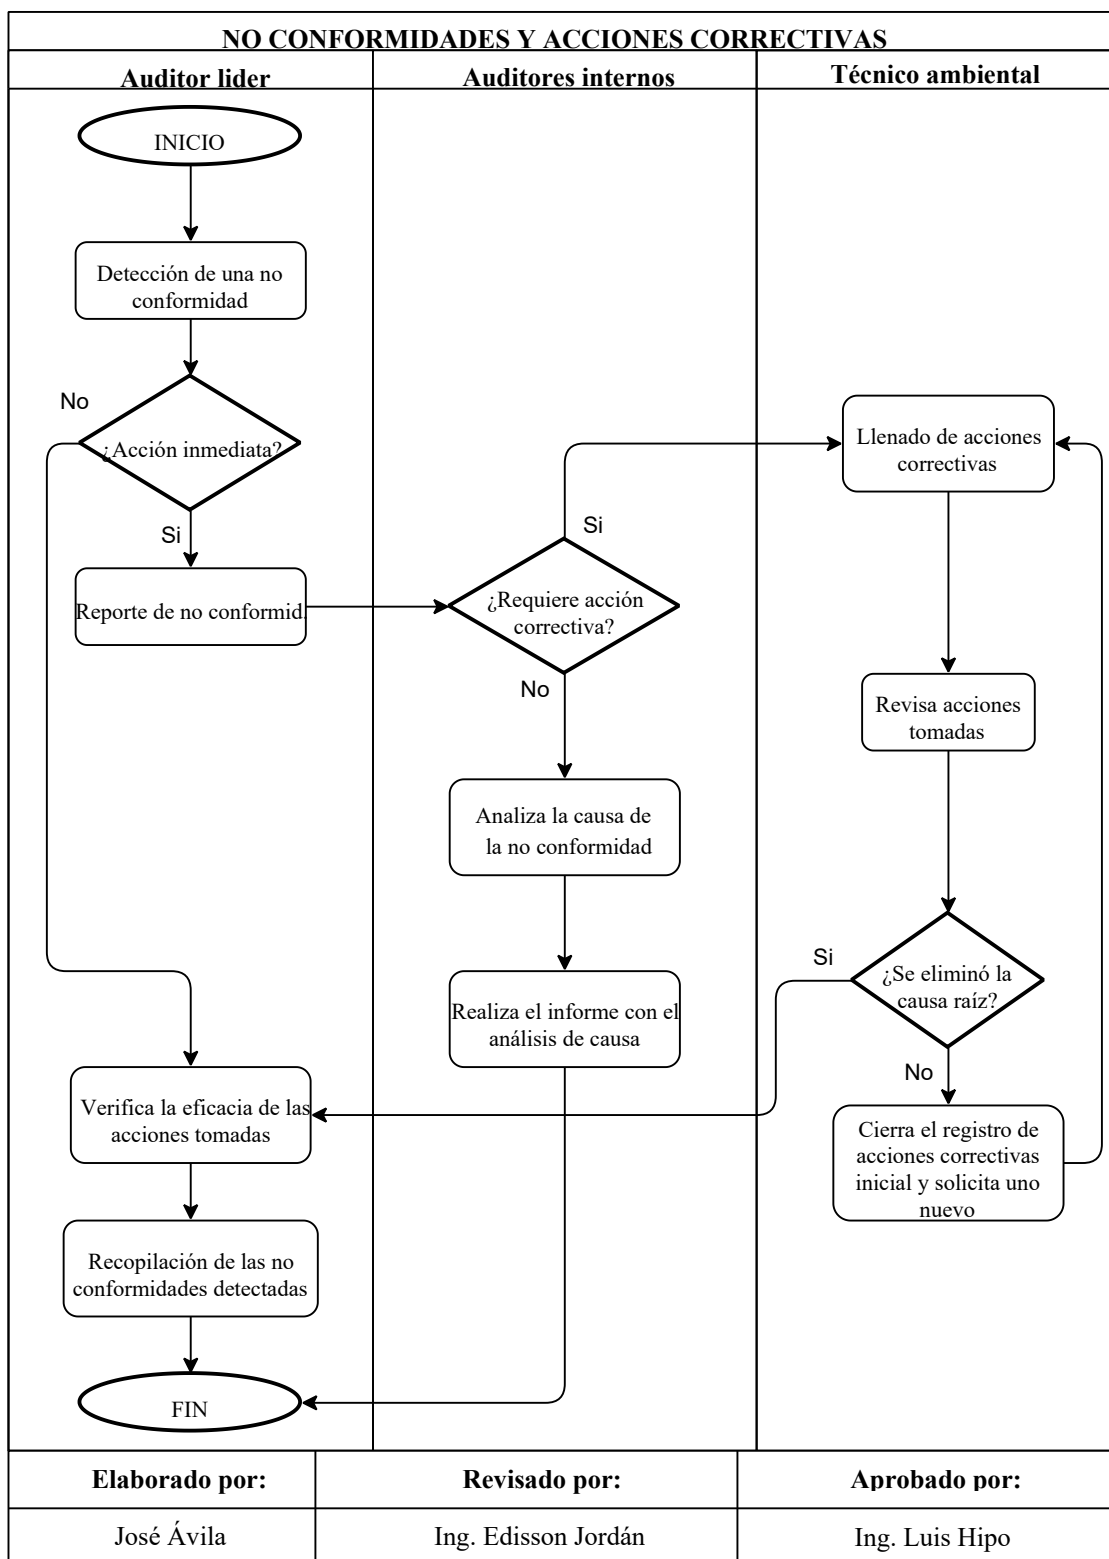 NO CONFORMIDADES Y ACCIONES CORRECTIVAS
Auditor lider
Auditores internos
Técnico ambiental
INICIO
Detección de una no
conformidad
No
¿Acción inmediata?
Si
Reporte de no conformid.
Si
¿Requiere acción
correctiva?
No
Analiza la causa de
la no conformidad
Realiza el informe con el
análisis de causa
Llenado de acciones
correctivas
Revisa acciones
tomadas
Si
¿Se eliminó la
causa raíz?
No
Cierra el registro de
acciones correctivas
inicial y solicita uno
nuevo
Verifica la eficacia de las
acciones tomadas
Recopilación de las no
conformidades detectadas
FIN
Elaborado por:
Revisado por:
Aprobado por:
José Ávila
Ing. Edisson Jordán
Ing. Luis Hipo